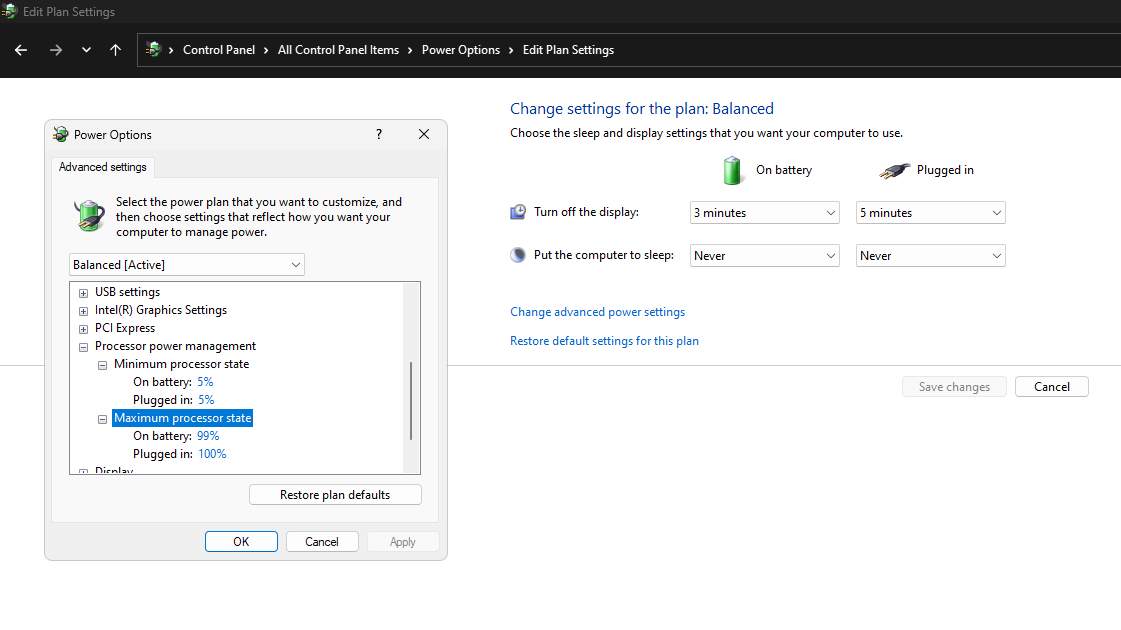 Edit Plan Settings
Control Panel > All Control Panel Items > Power Options > Edit Plan Settings
Change settings for the plan: Balanced
Choose the sleep and display settings that you want your computer to use.
On battery Plugged in
Turn off the display: 3 minutes 5 minutes
Put the computer to sleep: Never Never
Change advanced power settings
Restore default settings for this plan
Save changes Cancel
Power Options ?
Advanced settings
Select the power plan that you want to customize, and
then choose settings that reflect how you want your
computer to manage power.
Balanced [Active]
USB settings
Intel(R) Graphics Settings
PCI Express
Processor power management
Minimum processor state
On battery: 5%
Plugged in: 5%
Maximum processor state
On battery: 99%
Plugged in: 100%
Display
Restore plan defaults
OK Cancel Apply